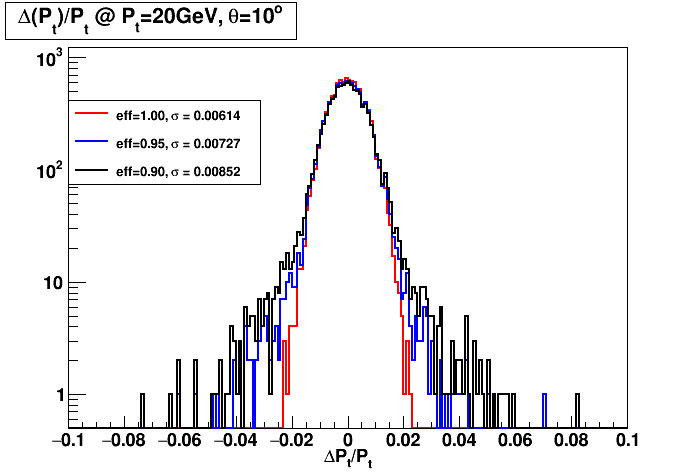 Δ(Pt)/Pt @ Pt=20GeV, θ=10°
10³
eff=1.00, σ = 0.00614
eff=0.95, σ = 0.00727
10²
eff=0.90, σ = 0.00852
10
1
−0.1 −0.08 −0.06 −0.04 −0.02 0 0.02 0.04 0.06 0.08 0.1
ΔPt/Pt